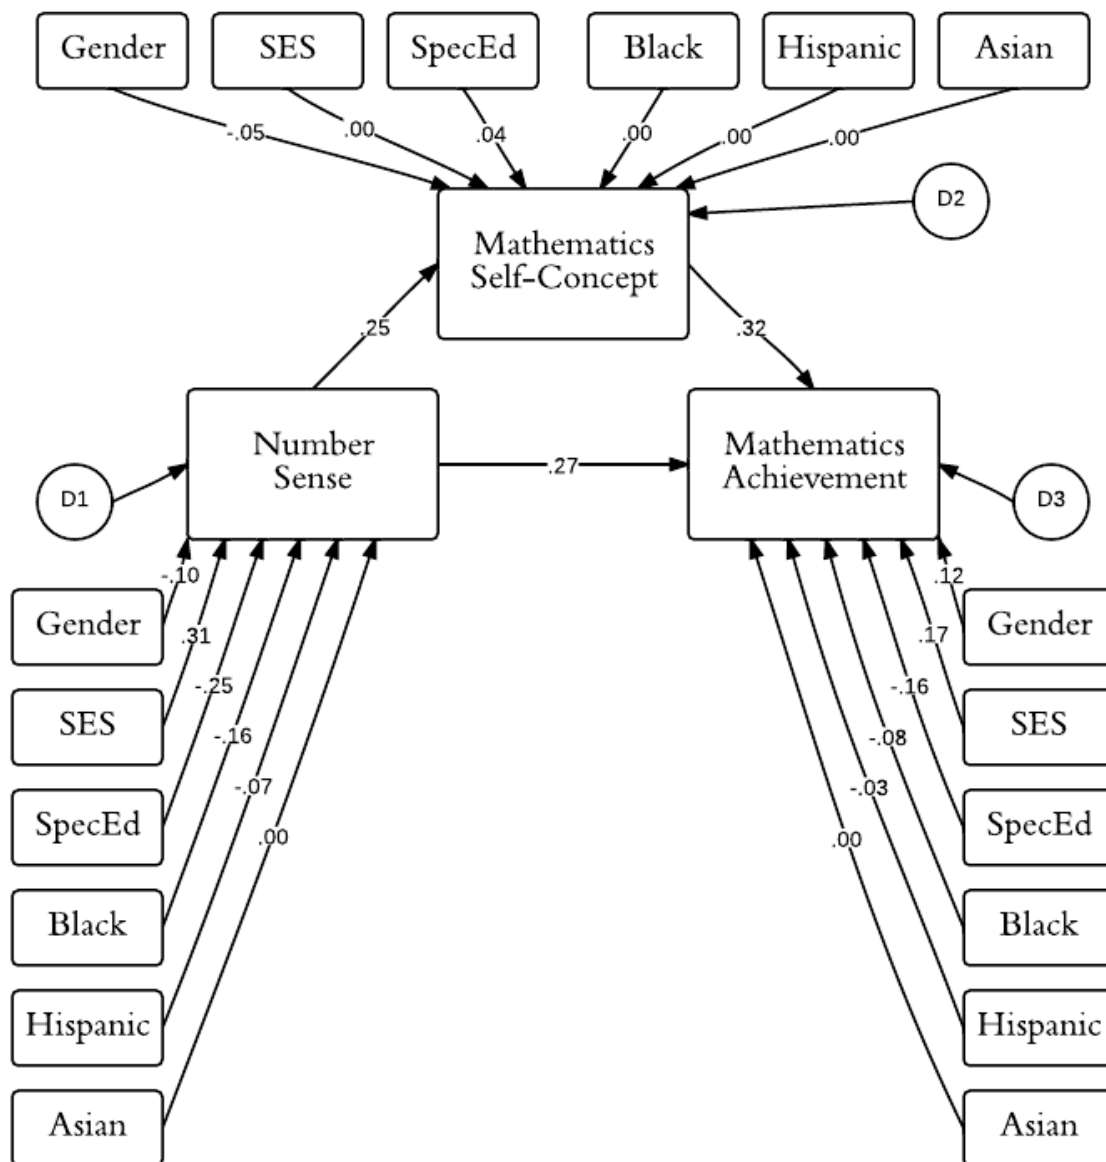 Gender
SES
SpecEd
Black
Hispanic
Asian
-.05
.00
.04
.00
.00
.00
D2
Mathematics
Self-Concept
.25
.32
Number
Sense
.27
Mathematics
Achievement
D1
D3
-.10
.31
-.25
-.16
-.07
.00
.12
.17
-.16
-.08
-.03
.00
Gender
SES
SpecEd
Black
Hispanic
Asian
Gender
SES
SpecEd
Black
Hispanic
Asian